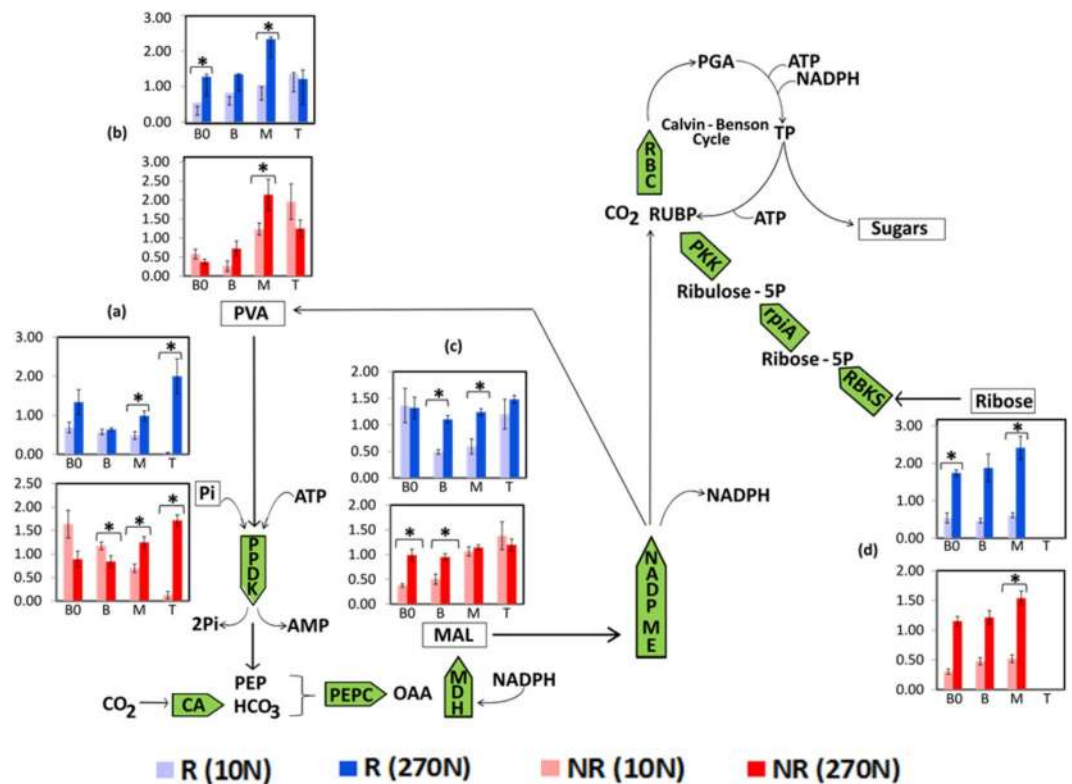 (b)
3.00
2.00
1.00
0.00
*
*
B0 B M T
3.00
2.50
2.00
1.50
1.00
0.50
0.00
*
B0 B M T
(a)
3.00
2.00
1.00
0.00
*
*
B0 B M T
2.50
2.00
1.50
1.00
0.50
0.00
*
*
*
B0 B M T
(c)
2.00
1.50
1.00
0.50
0.00
*
*
B0 B M T
2.00
1.50
1.00
0.50
0.00
*
*
B0 B M T
PVA
Pi
ATP
PPDK
2Pi
AMP
PEP
CO2
CA
HCO3
PEPC
OAA
MDH
NADPH
MAL
NADP ME
NADPH
CO2 RUBP
RBC
Calvin - Benson
Cycle
PGA
ATP
NADPH
TP
ATP
Sugars
PKK
Ribulose - 5P
rpiA
Ribose - 5P
RBKS
Ribose
(d)
3.00
2.00
1.00
0.00
*
*
B0 B M T
2.00
1.50
1.00
0.50
0.00
*
B0 B M T
R (10N) R (270N) NR (10N) NR (270N)